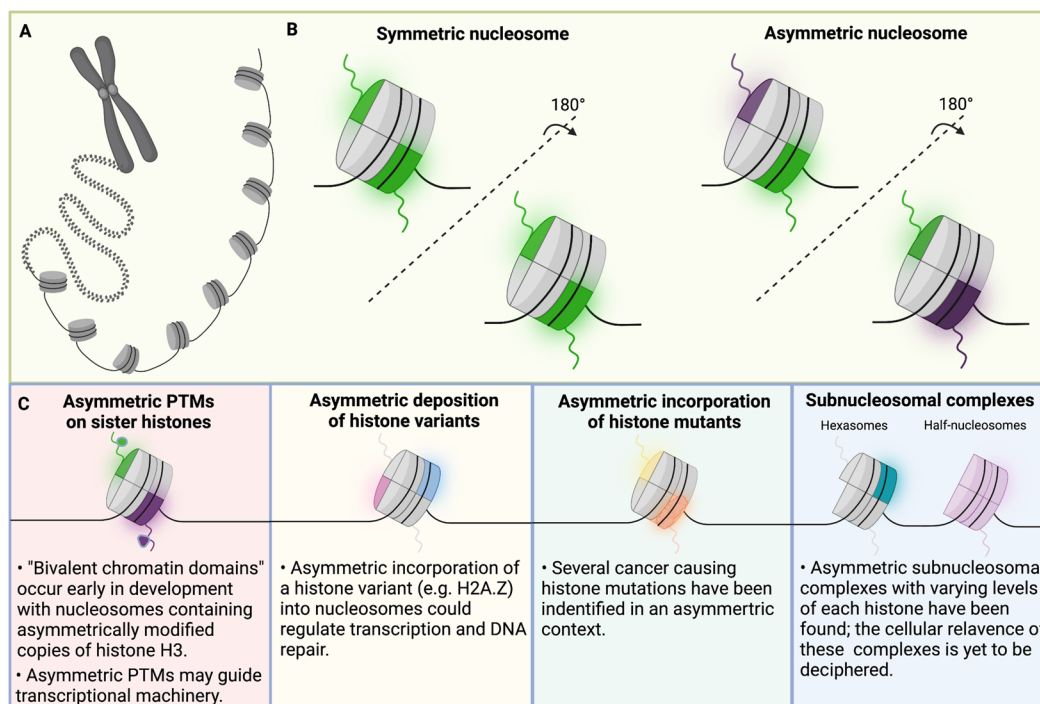 A
B
Symmetric nucleosome
Asymmetric nucleosome
180°
180°
C
Asymmetric PTMs
on sister histones
• "Bivalent chromatin domains"
occur early in development
with nucleosomes containing
asymmetrically modified
copies of histone H3.
• Asymmetric PTMs may guide
transcriptional machinery.
Asymmetric deposition
of histone variants
• Asymmetric incorporation of
a histone variant (e.g. H2A.Z)
into nucleosomes could
regulate transcription and DNA
repair.
Asymmetric incorporation
of histone mutants
• Several cancer causing
histone mutations have been
indentified in an asymmertric
context.
Subnucleosomal complexes
Hexasomes
Half-nucleosomes
• Asymmetric subnucleosomal
complexes with varying levels
of each histone have been
found; the cellular relavence of
these complexes is yet to be
deciphered.